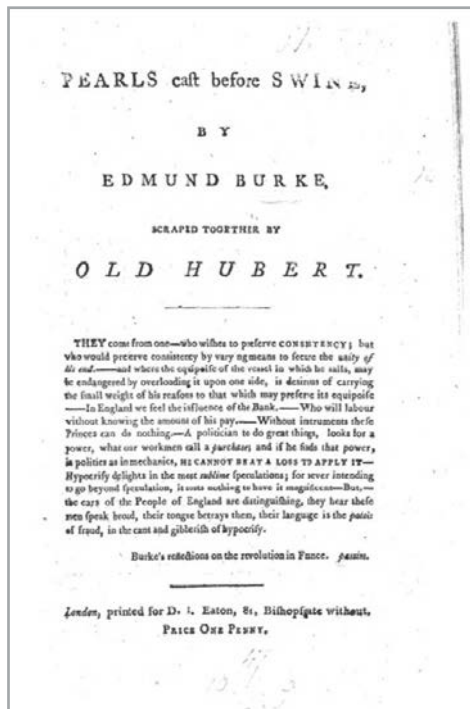 PEARLS caſt before SWINE,
BY
EDMUND BURKE,
SCRAPED TOGETHER BY
OLD HUBERT.
THEY come from one—who wiſhes to preſerve CONSISTENCY; but
who would preſerve conſiſtency by varying means to ſecure the unity of
his end.——and where the equipoiſe of the veſſel in which he ſails, may
be endangered by overloading it upon one ſide, is deſirous of carrying
the ſmall weight of his reaſons to that which may preſerve its equipoiſe
——In England we feel the influence of the Bank.——Who will labour
without knowing the amount of his pay.——Without inſtruments theſe
Princes can do nothing.—A politician to do great things, looks for a
power, what our workmen call a purchaſe; and if he finds that power,
in politics as in mechanics, HE CANNOT BE AT A LOSS TO APPLY IT—
Hypocriſy delights in the moſt ſublime ſpeculations; for never intending
to go beyond ſpeculation, it coſts nothing to have it magnificent—But,—
the ears of the People of England are diſtinguiſhing, they hear theſe
men ſpeak broad, their tongue betrays them, their language is the patois
of fraud, in the cant and gibberiſh of hypocriſy.
Burke's reflections on the revolution in France. paſſim.
London, printed for D. I. Eaton, 81, Biſhopſgate without,
PRICE ONE PENNY.